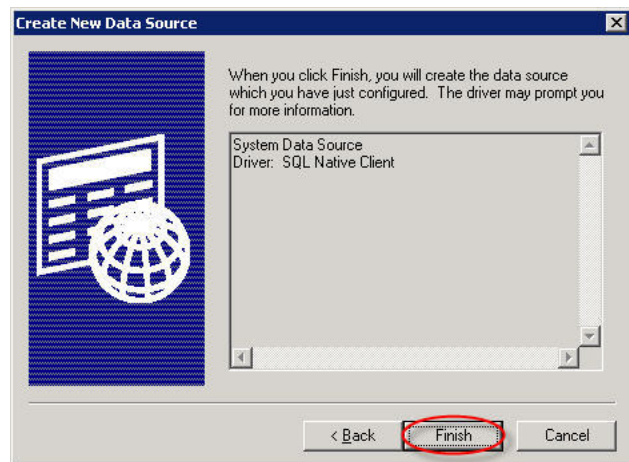 Create New Data Source
When you click Finish, you will create the data source
which you have just configured. The driver may prompt you
for more information.
System Data Source
Driver: SQL Native Client
< Back
Finish
Cancel